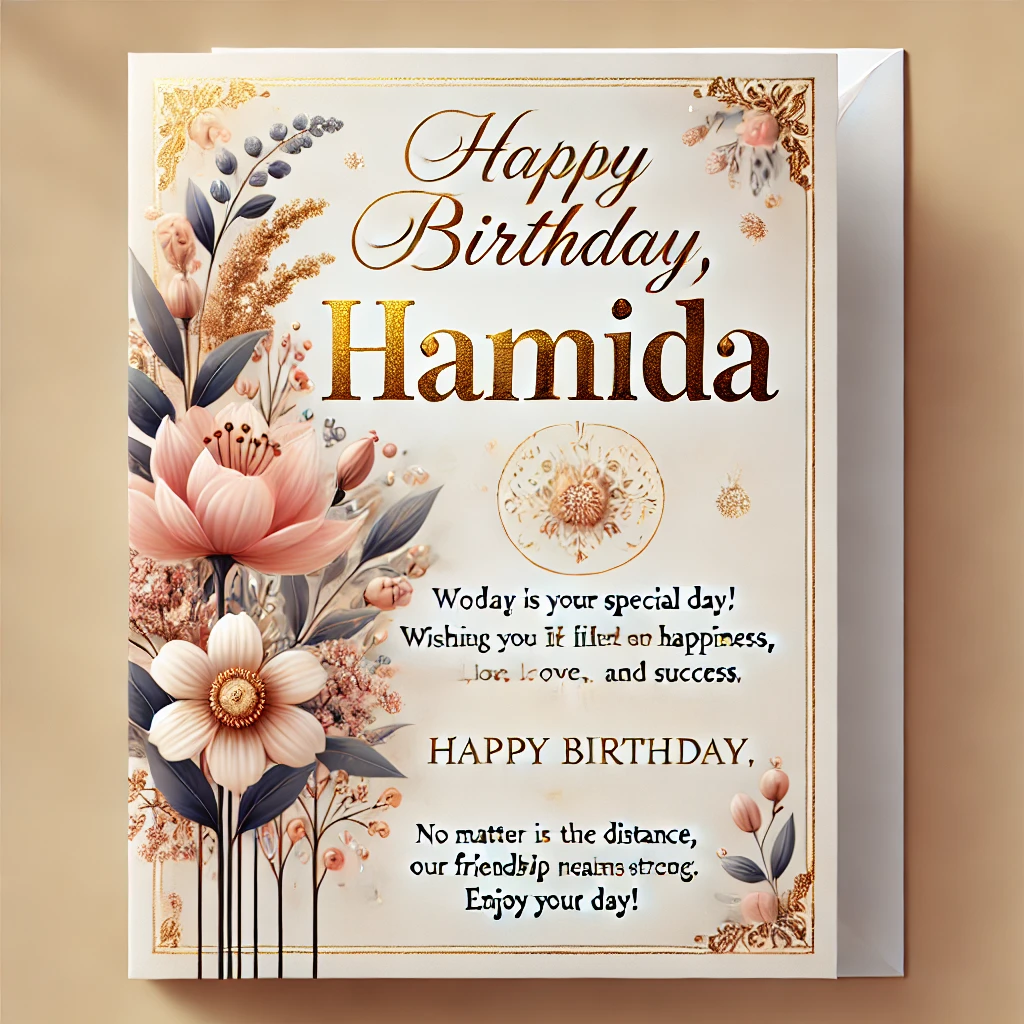 Happy
Birthday,
Hamida
Woday is your special day!
Wishing you it filled on happiness,
love, and success.
HAPPY BIRTHDAY,
No matter is the distance,
our friendship strong.
Enjoy your day!